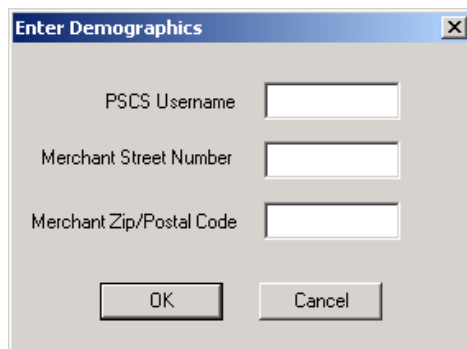 Enter Demographics
PSCS Username
Merchant Street Number
Merchant Zip/Postal Code
OK Cancel